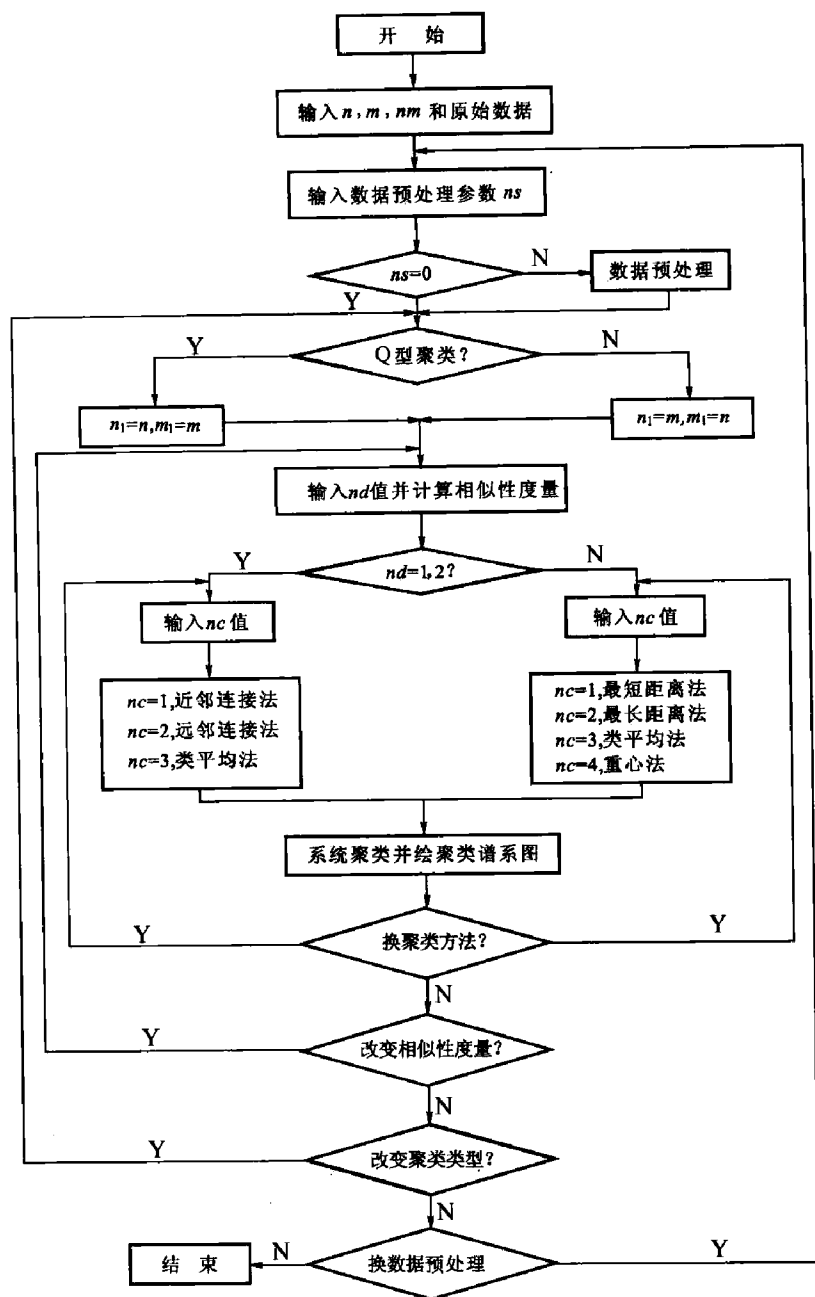 开 始
输入n,m,nm和原始数据
输入数据预处理参数ns
ns=0
N
数据预处理
Y
Y
Q型聚类?
N
n₁=n,m₁=m
n₁=m,m₁=n
输入nd值并计算相似性度量
Y
nd=1,2?
N
输入nc值
输入nc值
nc=1,近邻连接法
nc=2,远邻连接法
nc=3,类平均法
nc=1,最短距离法
nc=2,最长距离法
nc=3,类平均法
nc=4,重心法
系统聚类并绘聚类谱系图
Y
换聚类方法?
Y
N
Y
改变相似性度量?
N
Y
改变聚类类型?
N
结 束
N
换数据预处理
Y